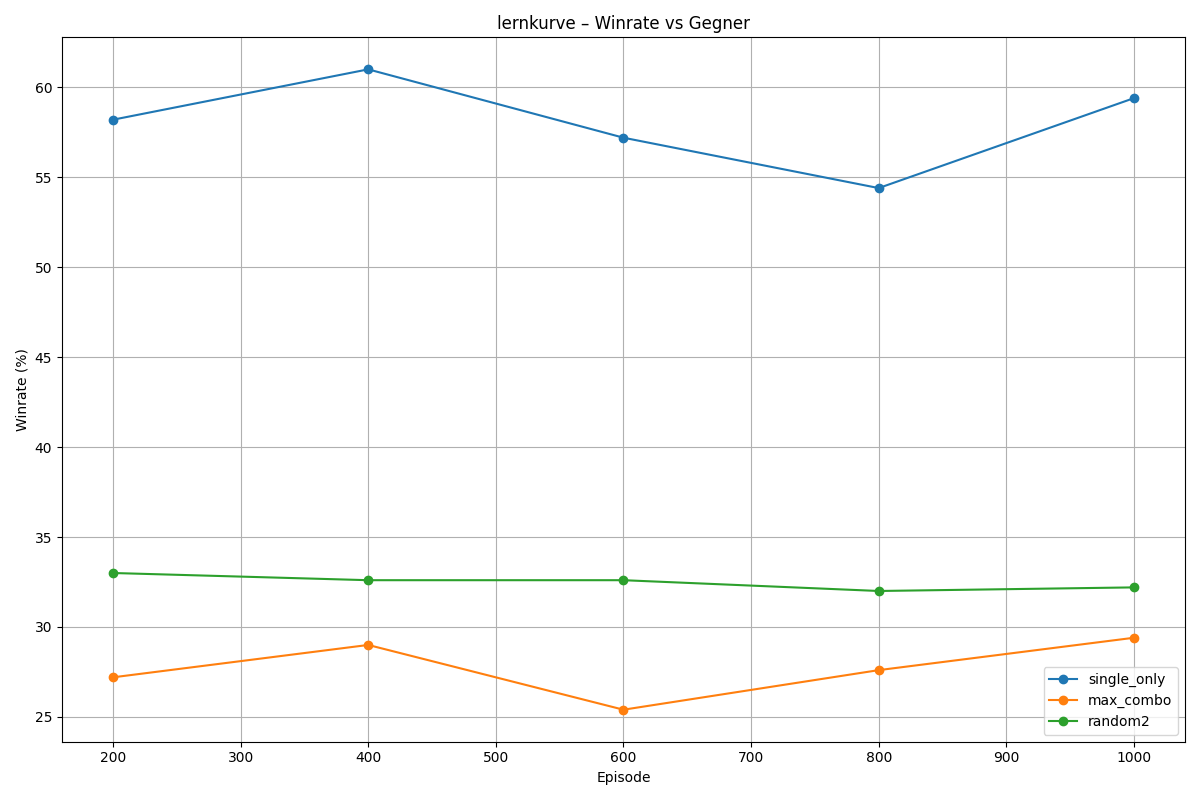 lernkurve – Winrate vs Gegner
Winrate (%)
60
55
50
45
40
35
30
25
200 300 400 500 600 700 800 900 1000
Episode
single_only
max_combo
random2